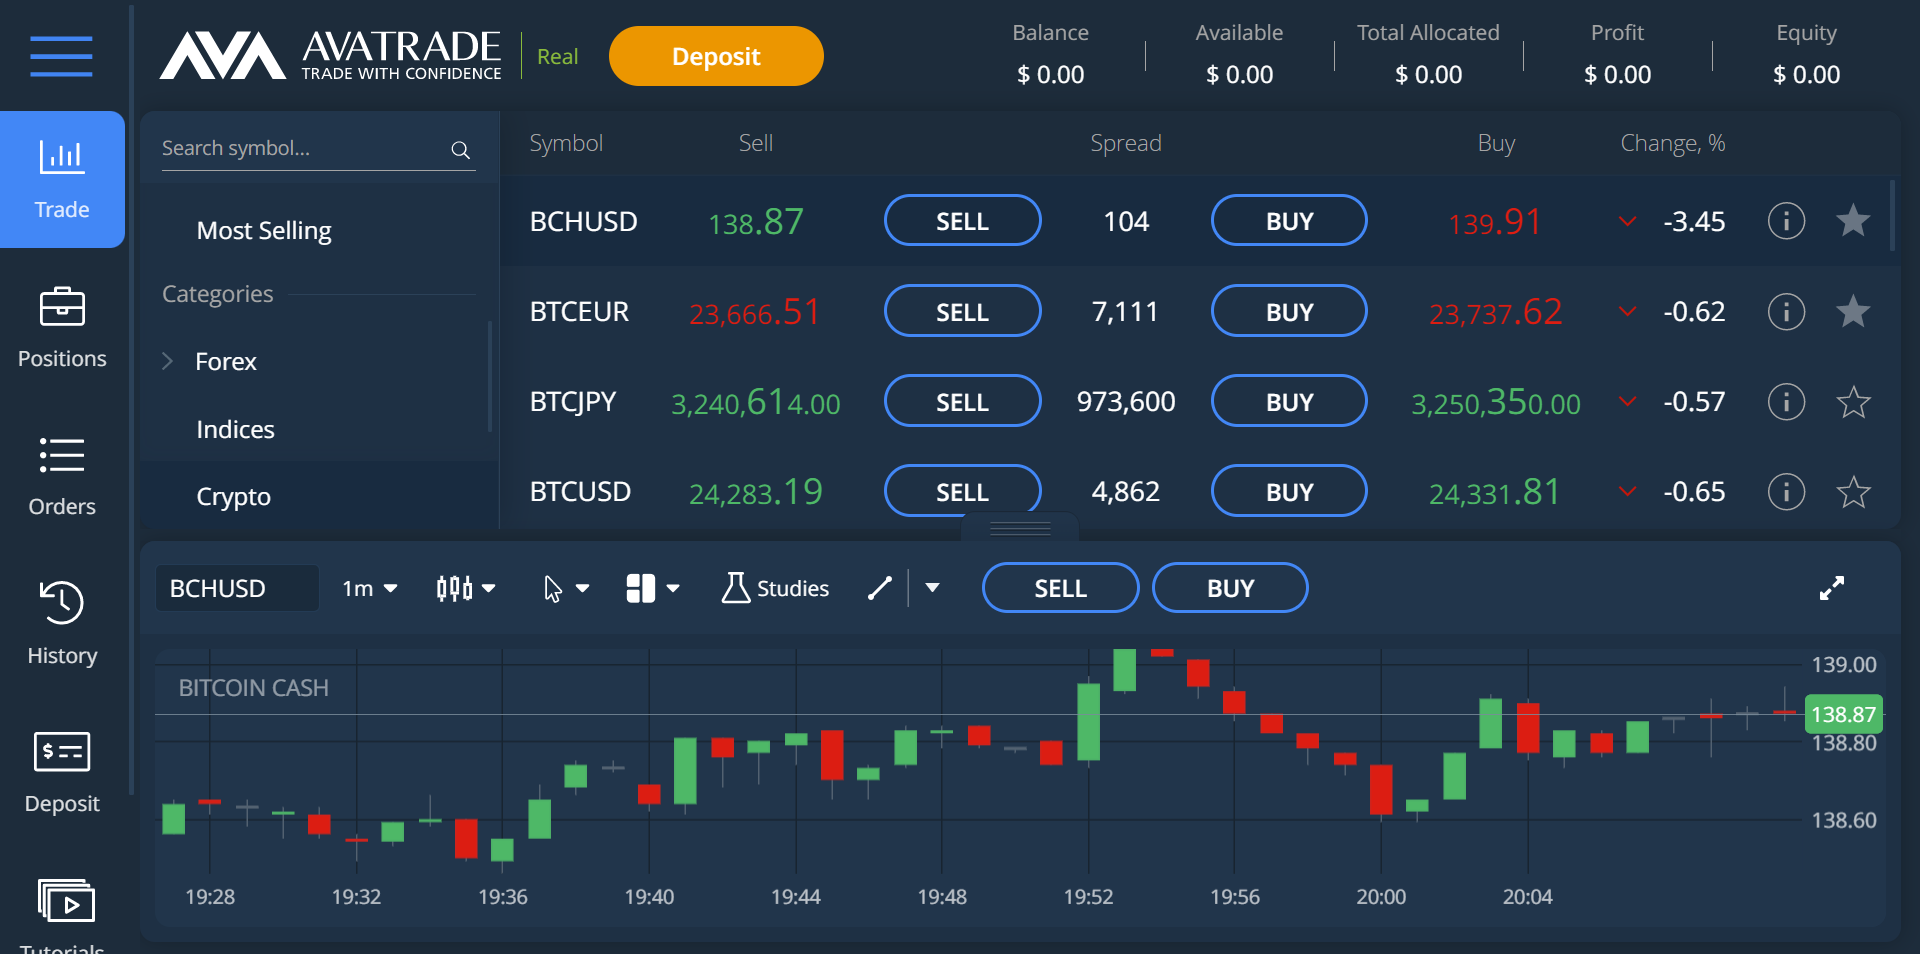 AVA AVATRADE
TRADE WITH CONFIDENCE
Real
Deposit
Balance
$ 0.00
Available
$ 0.00
Total Allocated
$ 0.00
Profit
$ 0.00
Equity
$ 0.00
Trade
Positions
Orders
History
Deposit
Tutorials
Search symbol...
Most Selling
Categories
Forex
Indices
Crypto
Symbol Sell Spread Buy Change, %
BCHUSD 138.87 SELL 104 BUY 139.91 -3.45
BTCEUR 23,666.51 SELL 7,111 BUY 23,737.62 -0.62
BTCJPY 3,240,614.00 SELL 973,600 BUY 3,250,350.00 -0.57
BTCUSD 24,283.19 SELL 4,862 BUY 24,331.81 -0.65
BCHUSD 1m Studies SELL BUY
BITCOIN CASH
139.00
138.87
138.80
138.60
19:28 19:32 19:36 19:40 19:44 19:48 19:52 19:56 20:00 20:04